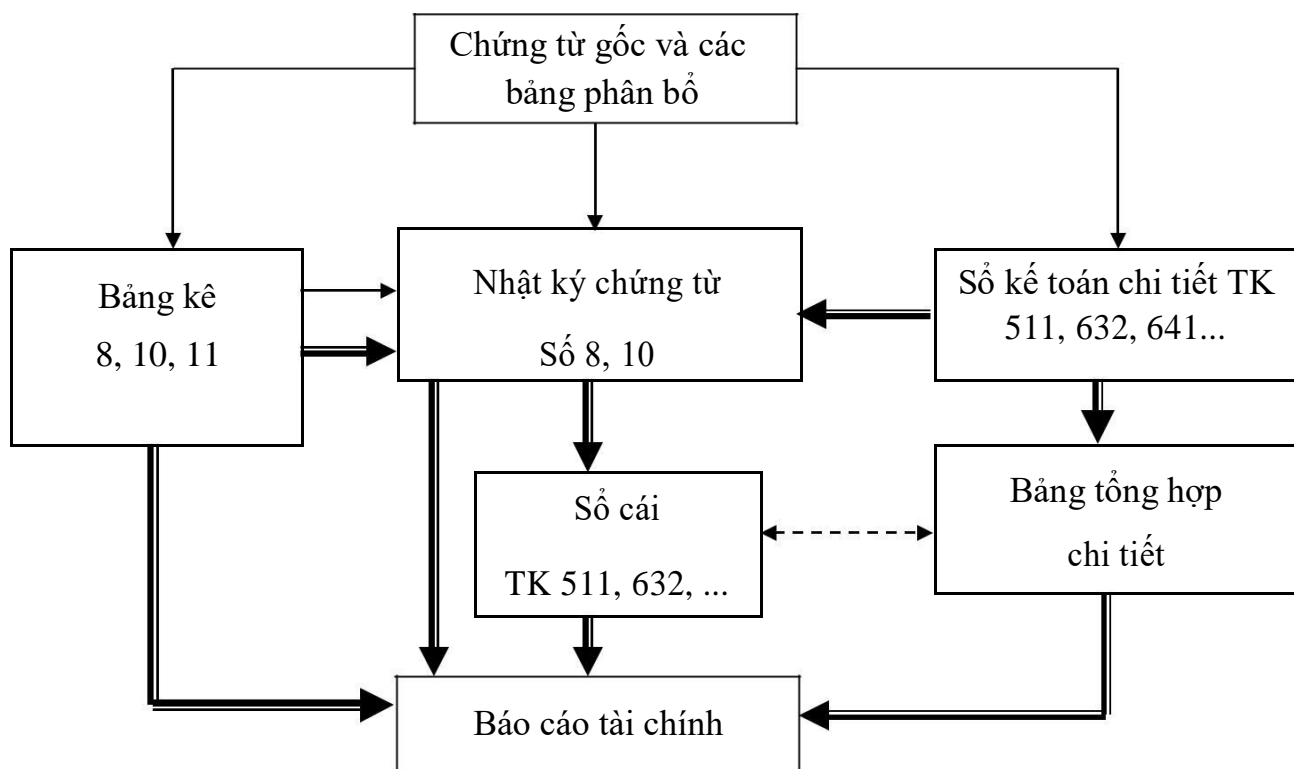 Chứng từ gốc và các
bảng phân bổ
Bảng kê
8, 10, 11
Nhật ký chứng từ
Số 8, 10
Sổ kế toán chi tiết TK
511, 632, 641...
Sổ cái
TK 511, 632, ...
Bảng tổng hợp
chi tiết
Báo cáo tài chính